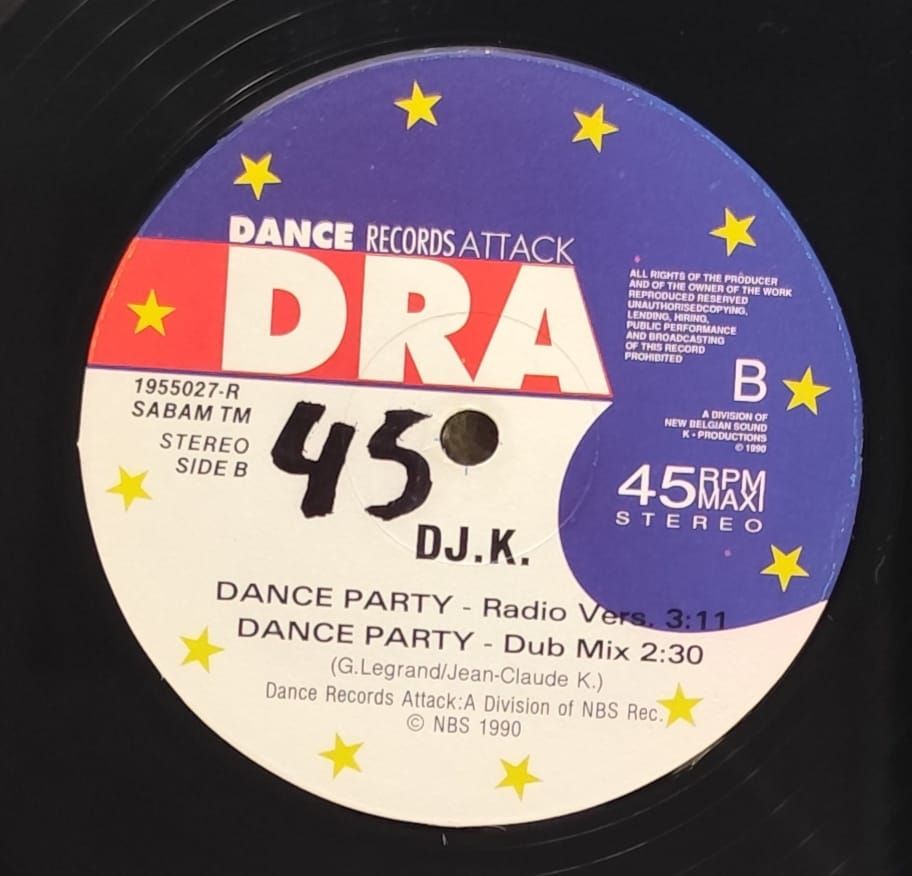 DANCE RECORDS ATTACK
DRA
ALL RIGHTS OF THE PRODUCER
AND OF THE OWNER OF THE WORK
REPRODUCED RESERVED
UNAUTHORISEDCOPYING,
LENDING, HIRING,
PUBLIC PERFORMANCE
AND BROADCASTING
OF THIS RECORD
PROHIBITED
B
A DIVISION OF
NEW BELGIAN SOUND
K - PRODUCTIONS
© 1990
45 RPM
MAXI
STEREO
1955027-R
SABAM TM
STEREO
SIDE B
45
DJ.K.
DANCE PARTY - Radio Vers. 3:11
DANCE PARTY - Dub Mix 2:30
(G.Legrand/Jean-Claude K.)
Dance Records Attack:A Division of NBS Rec.
© NBS 1990